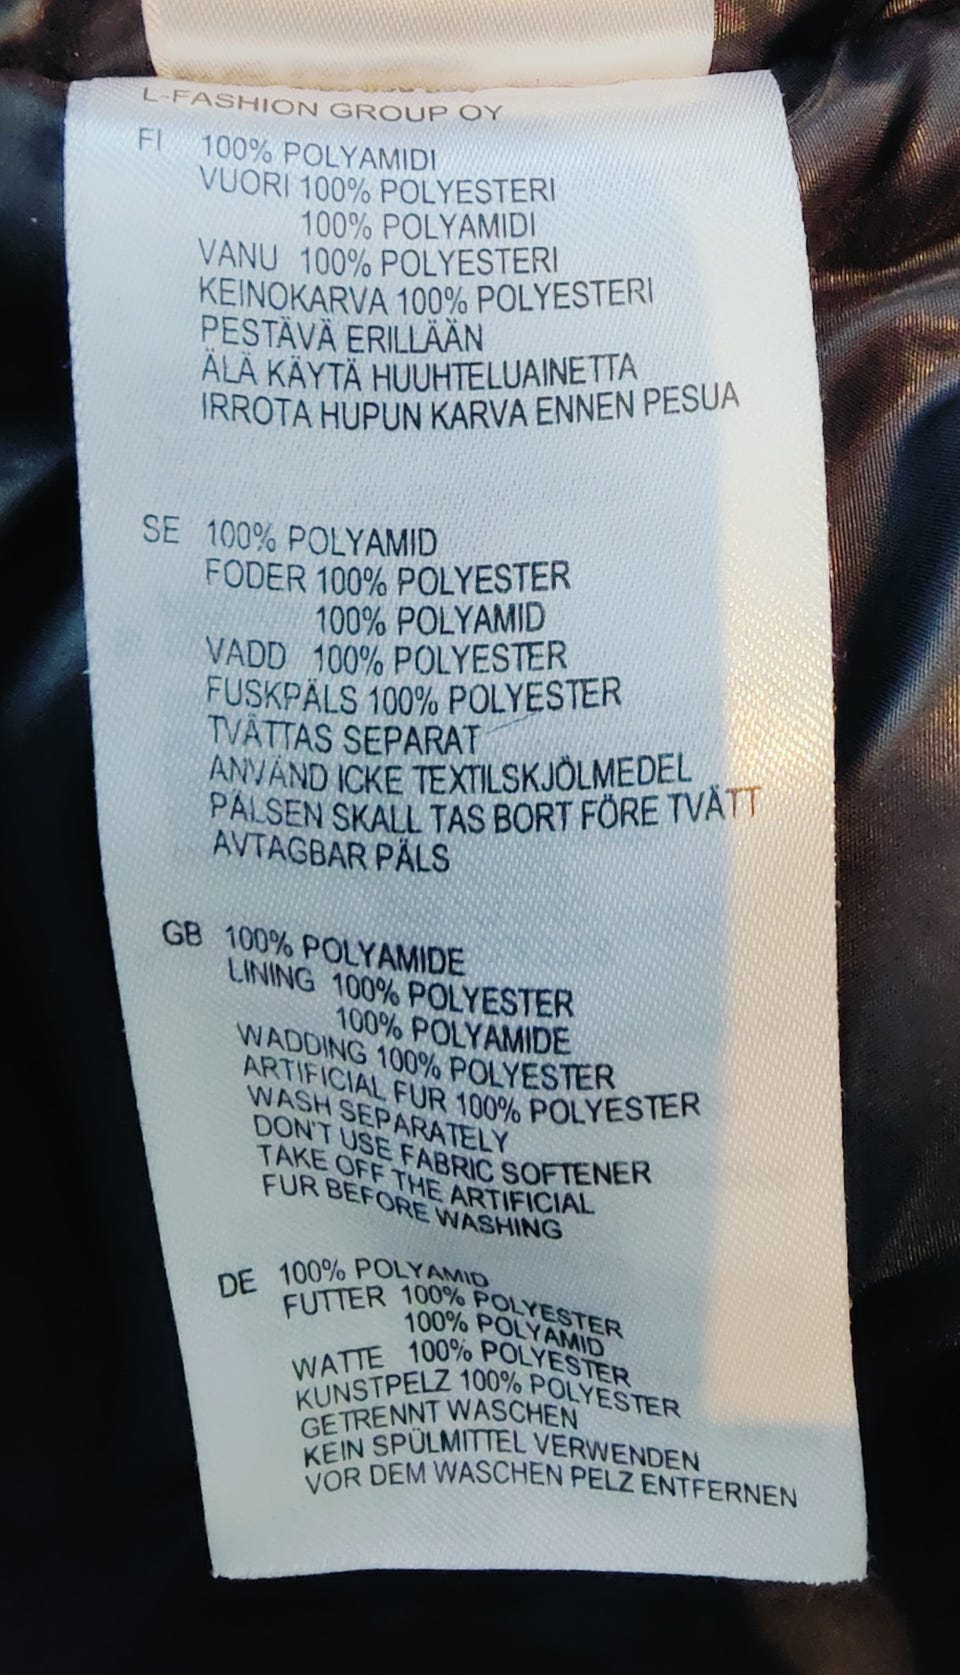 L-FASHION GROUP OY
FI 100% POLYAMIDI
VUORI 100% POLYESTERI
100% POLYAMIDI
VANU 100% POLYESTERI
KEINOKARVA 100% POLYESTERI
PESTÄVÄ ERILLÄÄN
ÄLÄ KÄYTÄ HUUHTELUAINETTA
IRROTA HUPUN KARVA ENNEN PESUA
SE 100% POLYAMID
FODER 100% POLYESTER
100% POLYAMID
VADD 100% POLYESTER
FUSKPÄLS 100% POLYESTER
TVÄTTAS SEPARAT
ANVÄND ICKE TEXTILSKJÖLMEDEL
PÄLSEN SKALL TAS BORT FÖRE TVÄTT
AVTAGBAR PÄLS
GB 100% POLYAMIDE
LINING 100% POLYESTER
100% POLYAMIDE
WADDING 100% POLYESTER
ARTIFICIAL FUR 100% POLYESTER
WASH SEPARATELY
DON'T USE FABRIC SOFTENER
TAKE OFF THE ARTIFICIAL
FUR BEFORE WASHING
DE 100% POLYAMID
FUTTER 100% POLYESTER
100% POLYAMID
WATTE 100% POLYESTER
KUNSTPELZ 100% POLYESTER
GETRENNT WASCHEN
KEIN SPÜLMITTEL VERWENDEN
VOR DEM WASCHEN PELZ ENTFERNEN